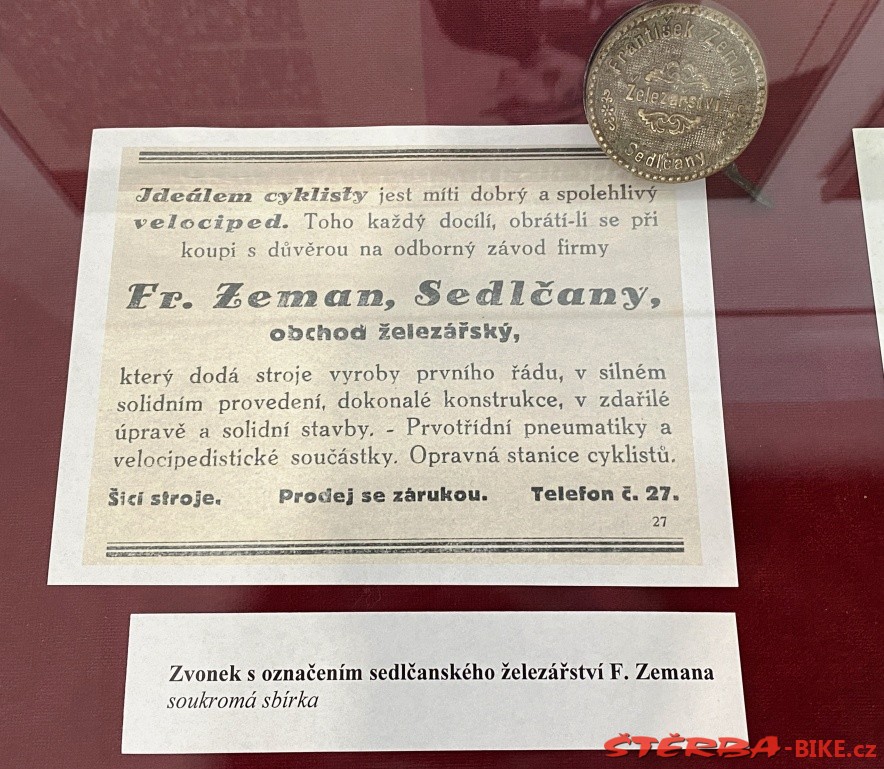 František Zeman
Železářství
Sedlčany
Ideálem cyklisty jest míti dobrý a spolehlivý
velociped. Toho každý docílí, obrátí-li se při
koupi s důvěrou na odborný závod firmy
Fr. Zeman, Sedlčany,
obchod železářský,
který dodá stroje vyroby prvního řádu, v silném
solidním provedení, dokonalé konstrukce, v zdařilé
úpravě a solidní stavby. - Prvotřídní pneumatiky a
velocipedistické součástky. Opravná stanice cyklistů.
Šicí stroje. Prodej se zárukou. Telefon č. 27.
27
Zvonek s označením sedlčanského železářství F. Zemana
soukromá sbírka
ŠTĚRBA-BIKE.cz